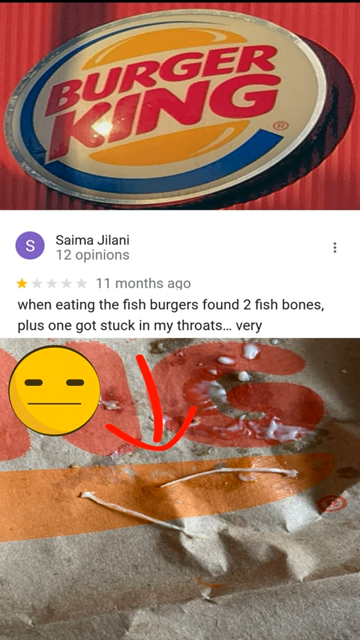 BURGER
KING®
S
Saima Jilani
12 opinions
11 months ago
when eating the fish burgers found 2 fish bones,
plus one got stuck in my throats... very
NG
®